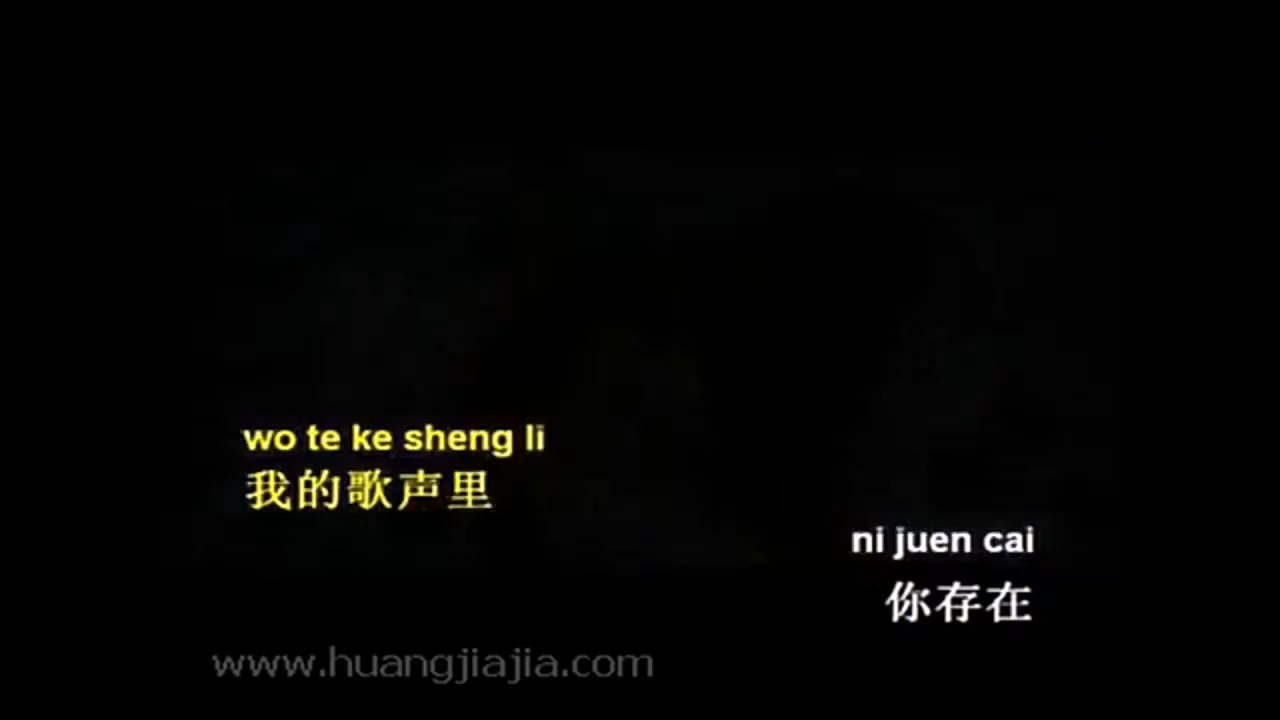 wo te ke sheng li
我的歌声里
ni juen cai
你存在
www.huangjiajia.com